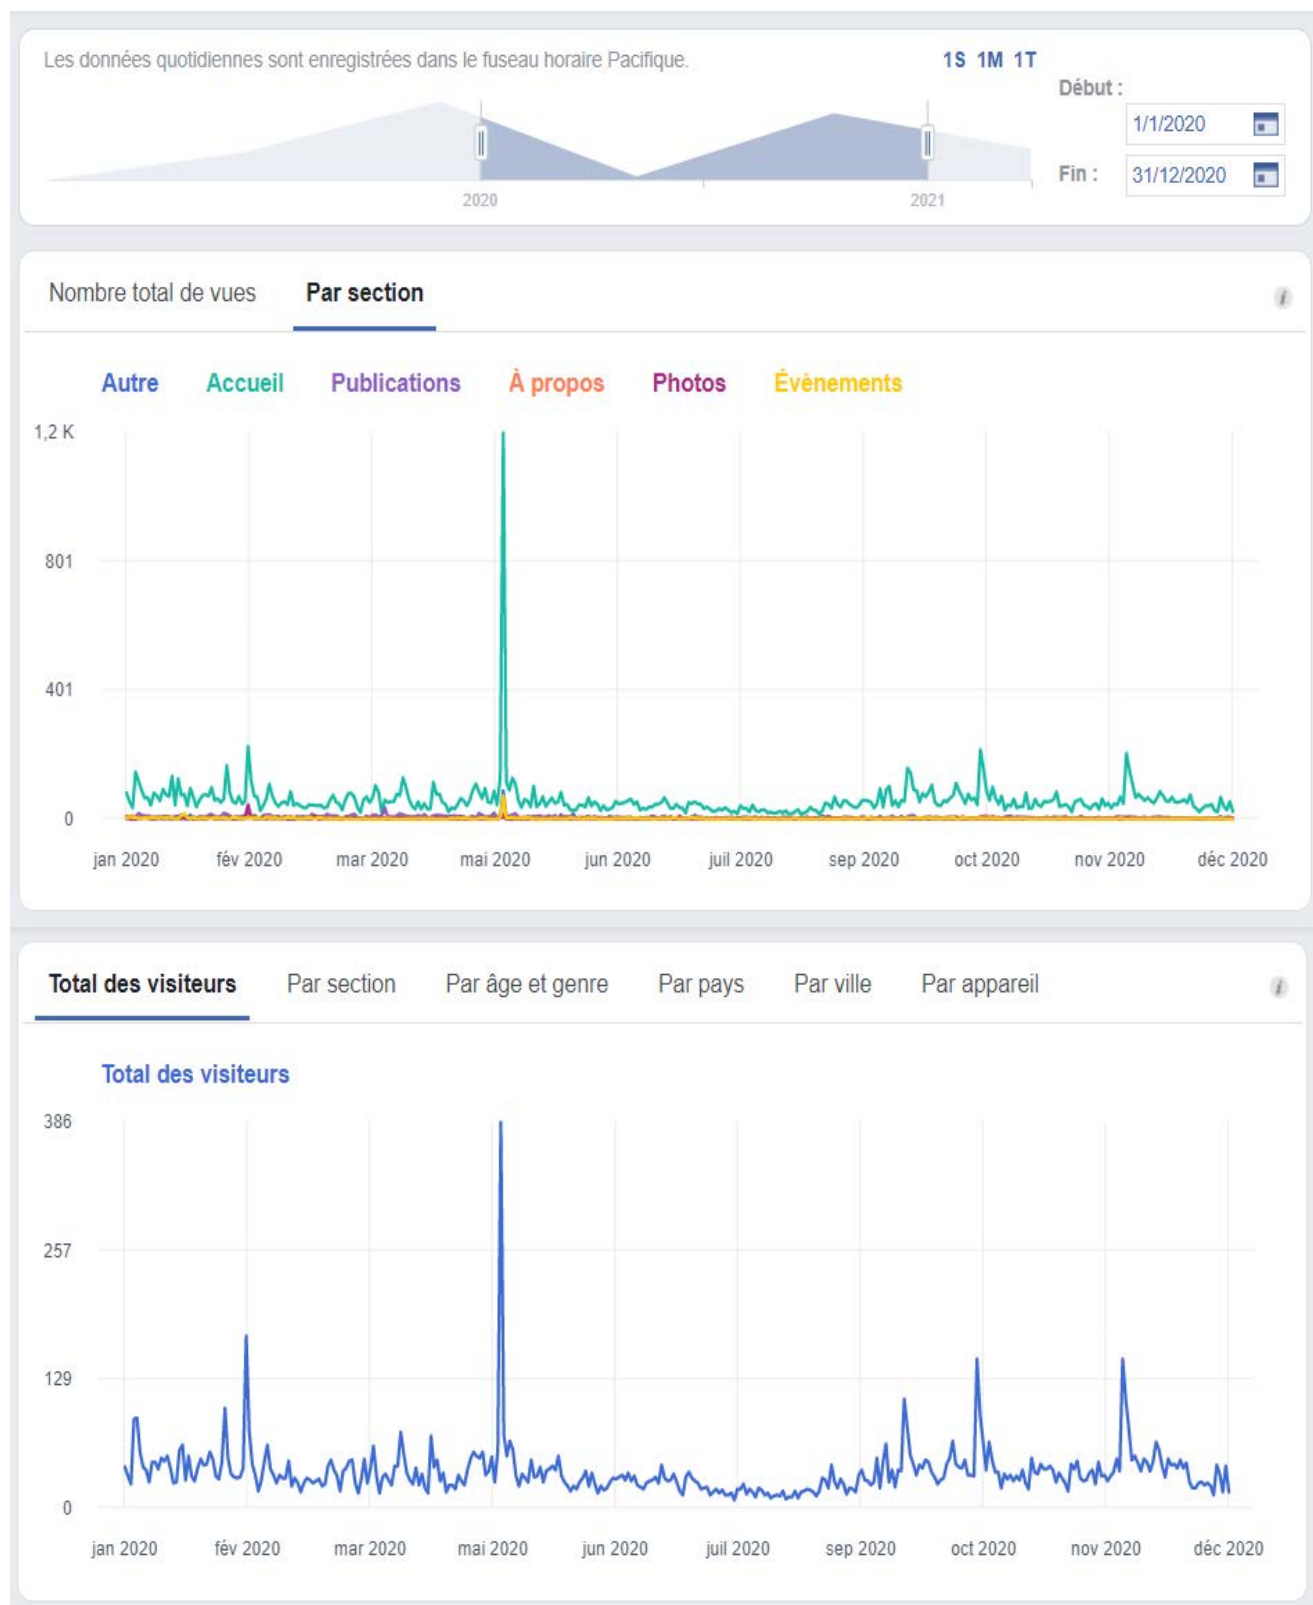 Les données quotidiennes sont enregistrées dans le fuseau horaire Pacifique.
1S 1M 1T
Début :
1/1/2020
Fin :
31/12/2020
2020
2021
Nombre total de vues Par section
Autre Accueil Publications À propos Photos Évènements
1,2 K
801
401
0
jan 2020 fév 2020 mar 2020 mai 2020 jun 2020 juil 2020 sep 2020 oct 2020 nov 2020 déc 2020
Total des visiteurs Par section Par âge et genre Par pays Par ville Par appareil
Total des visiteurs
386
257
129
0
jan 2020 fév 2020 mar 2020 mai 2020 jun 2020 juil 2020 sep 2020 oct 2020 nov 2020 déc 2020